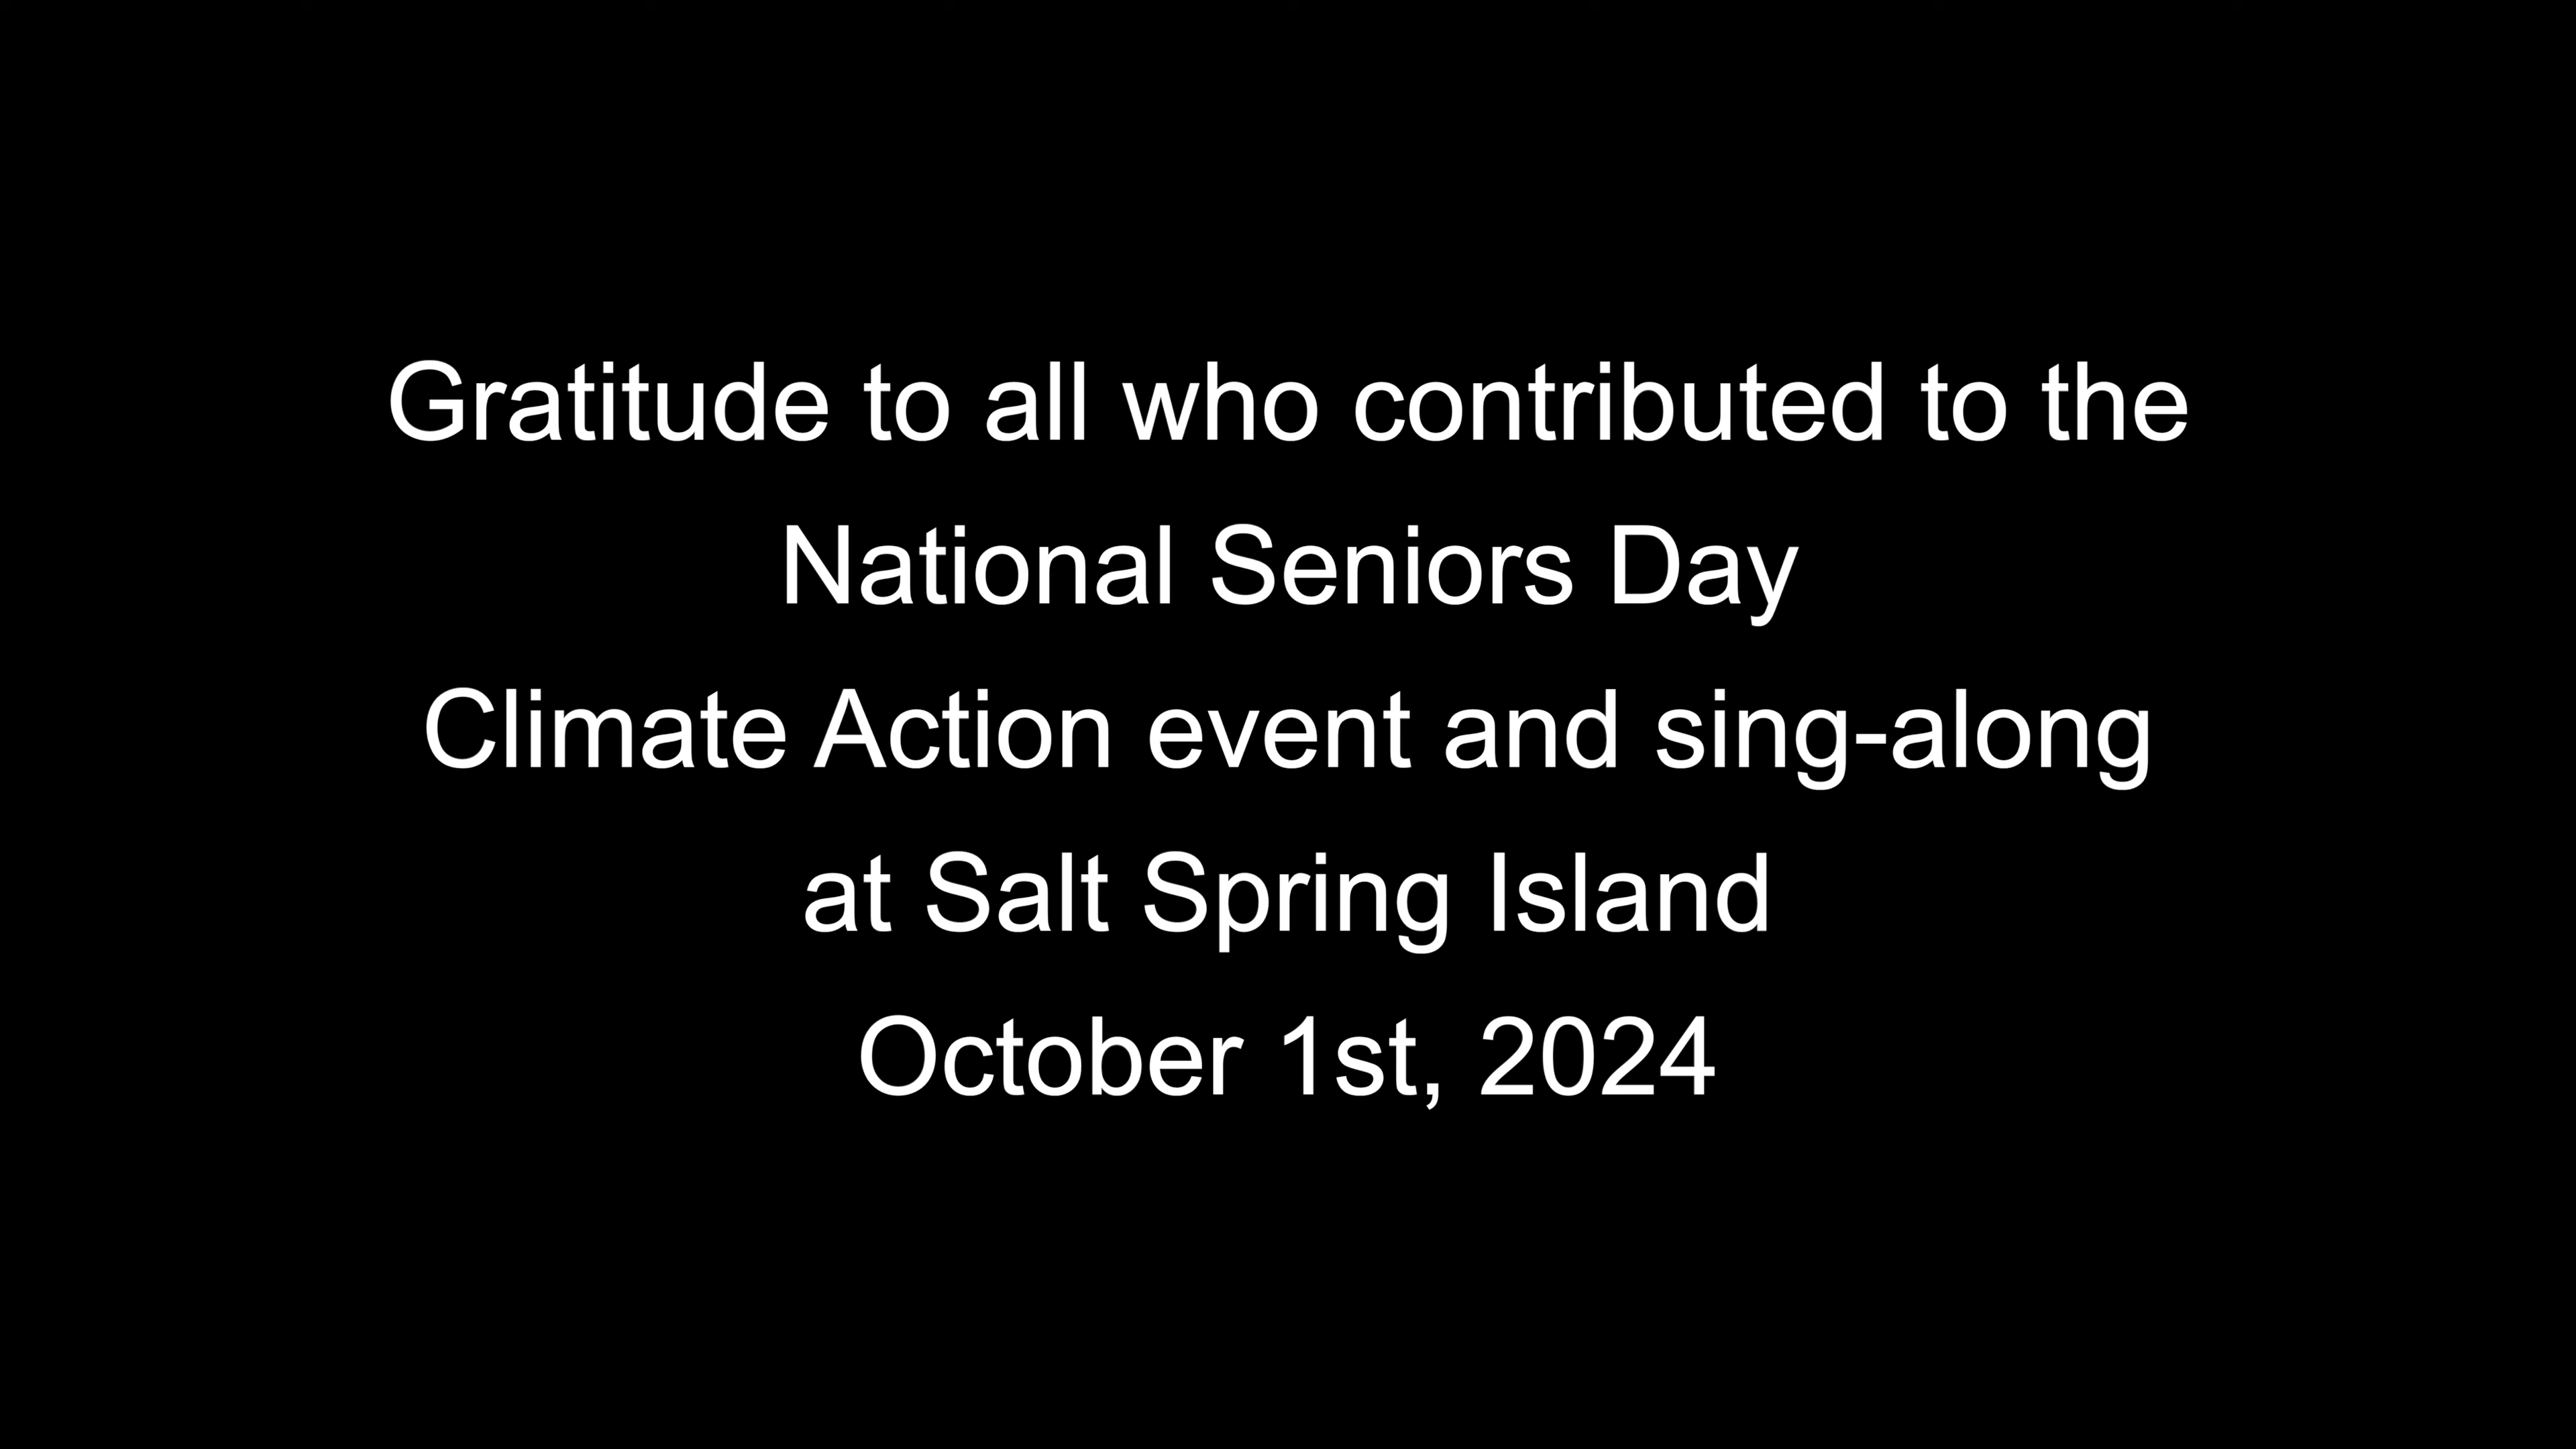 Gratitude to all who contributed to the
National Seniors Day
Climate Action event and sing-along
at Salt Spring Island
October 1st, 2024